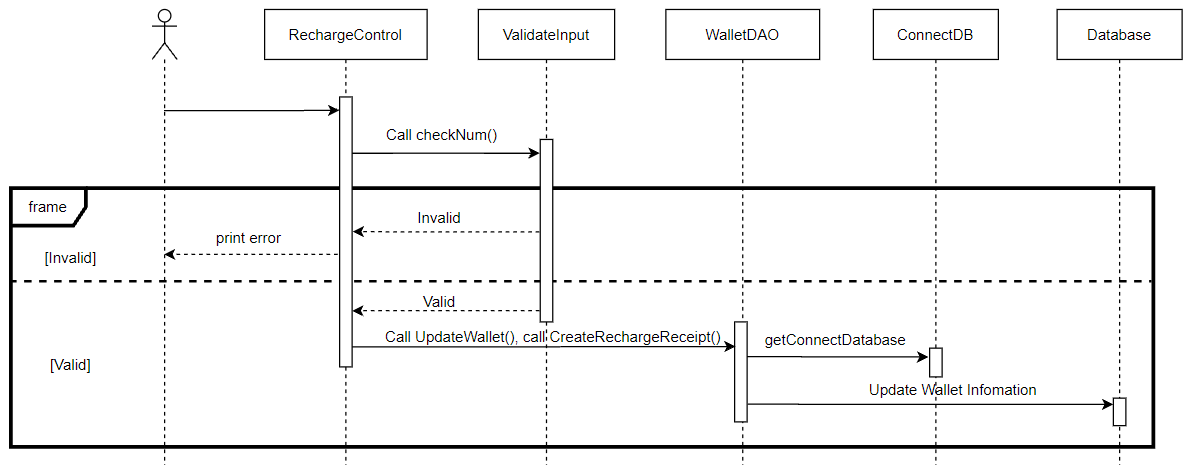 RechargeControl
ValidateInput
WalletDAO
ConnectDB
Database
Call checkNum()
frame
Invalid
print error
[Invalid]
Valid
Call UpdateWallet(), call CreateRechargeReceipt()
getConnectDatabase
[Valid]
Update Wallet Infomation